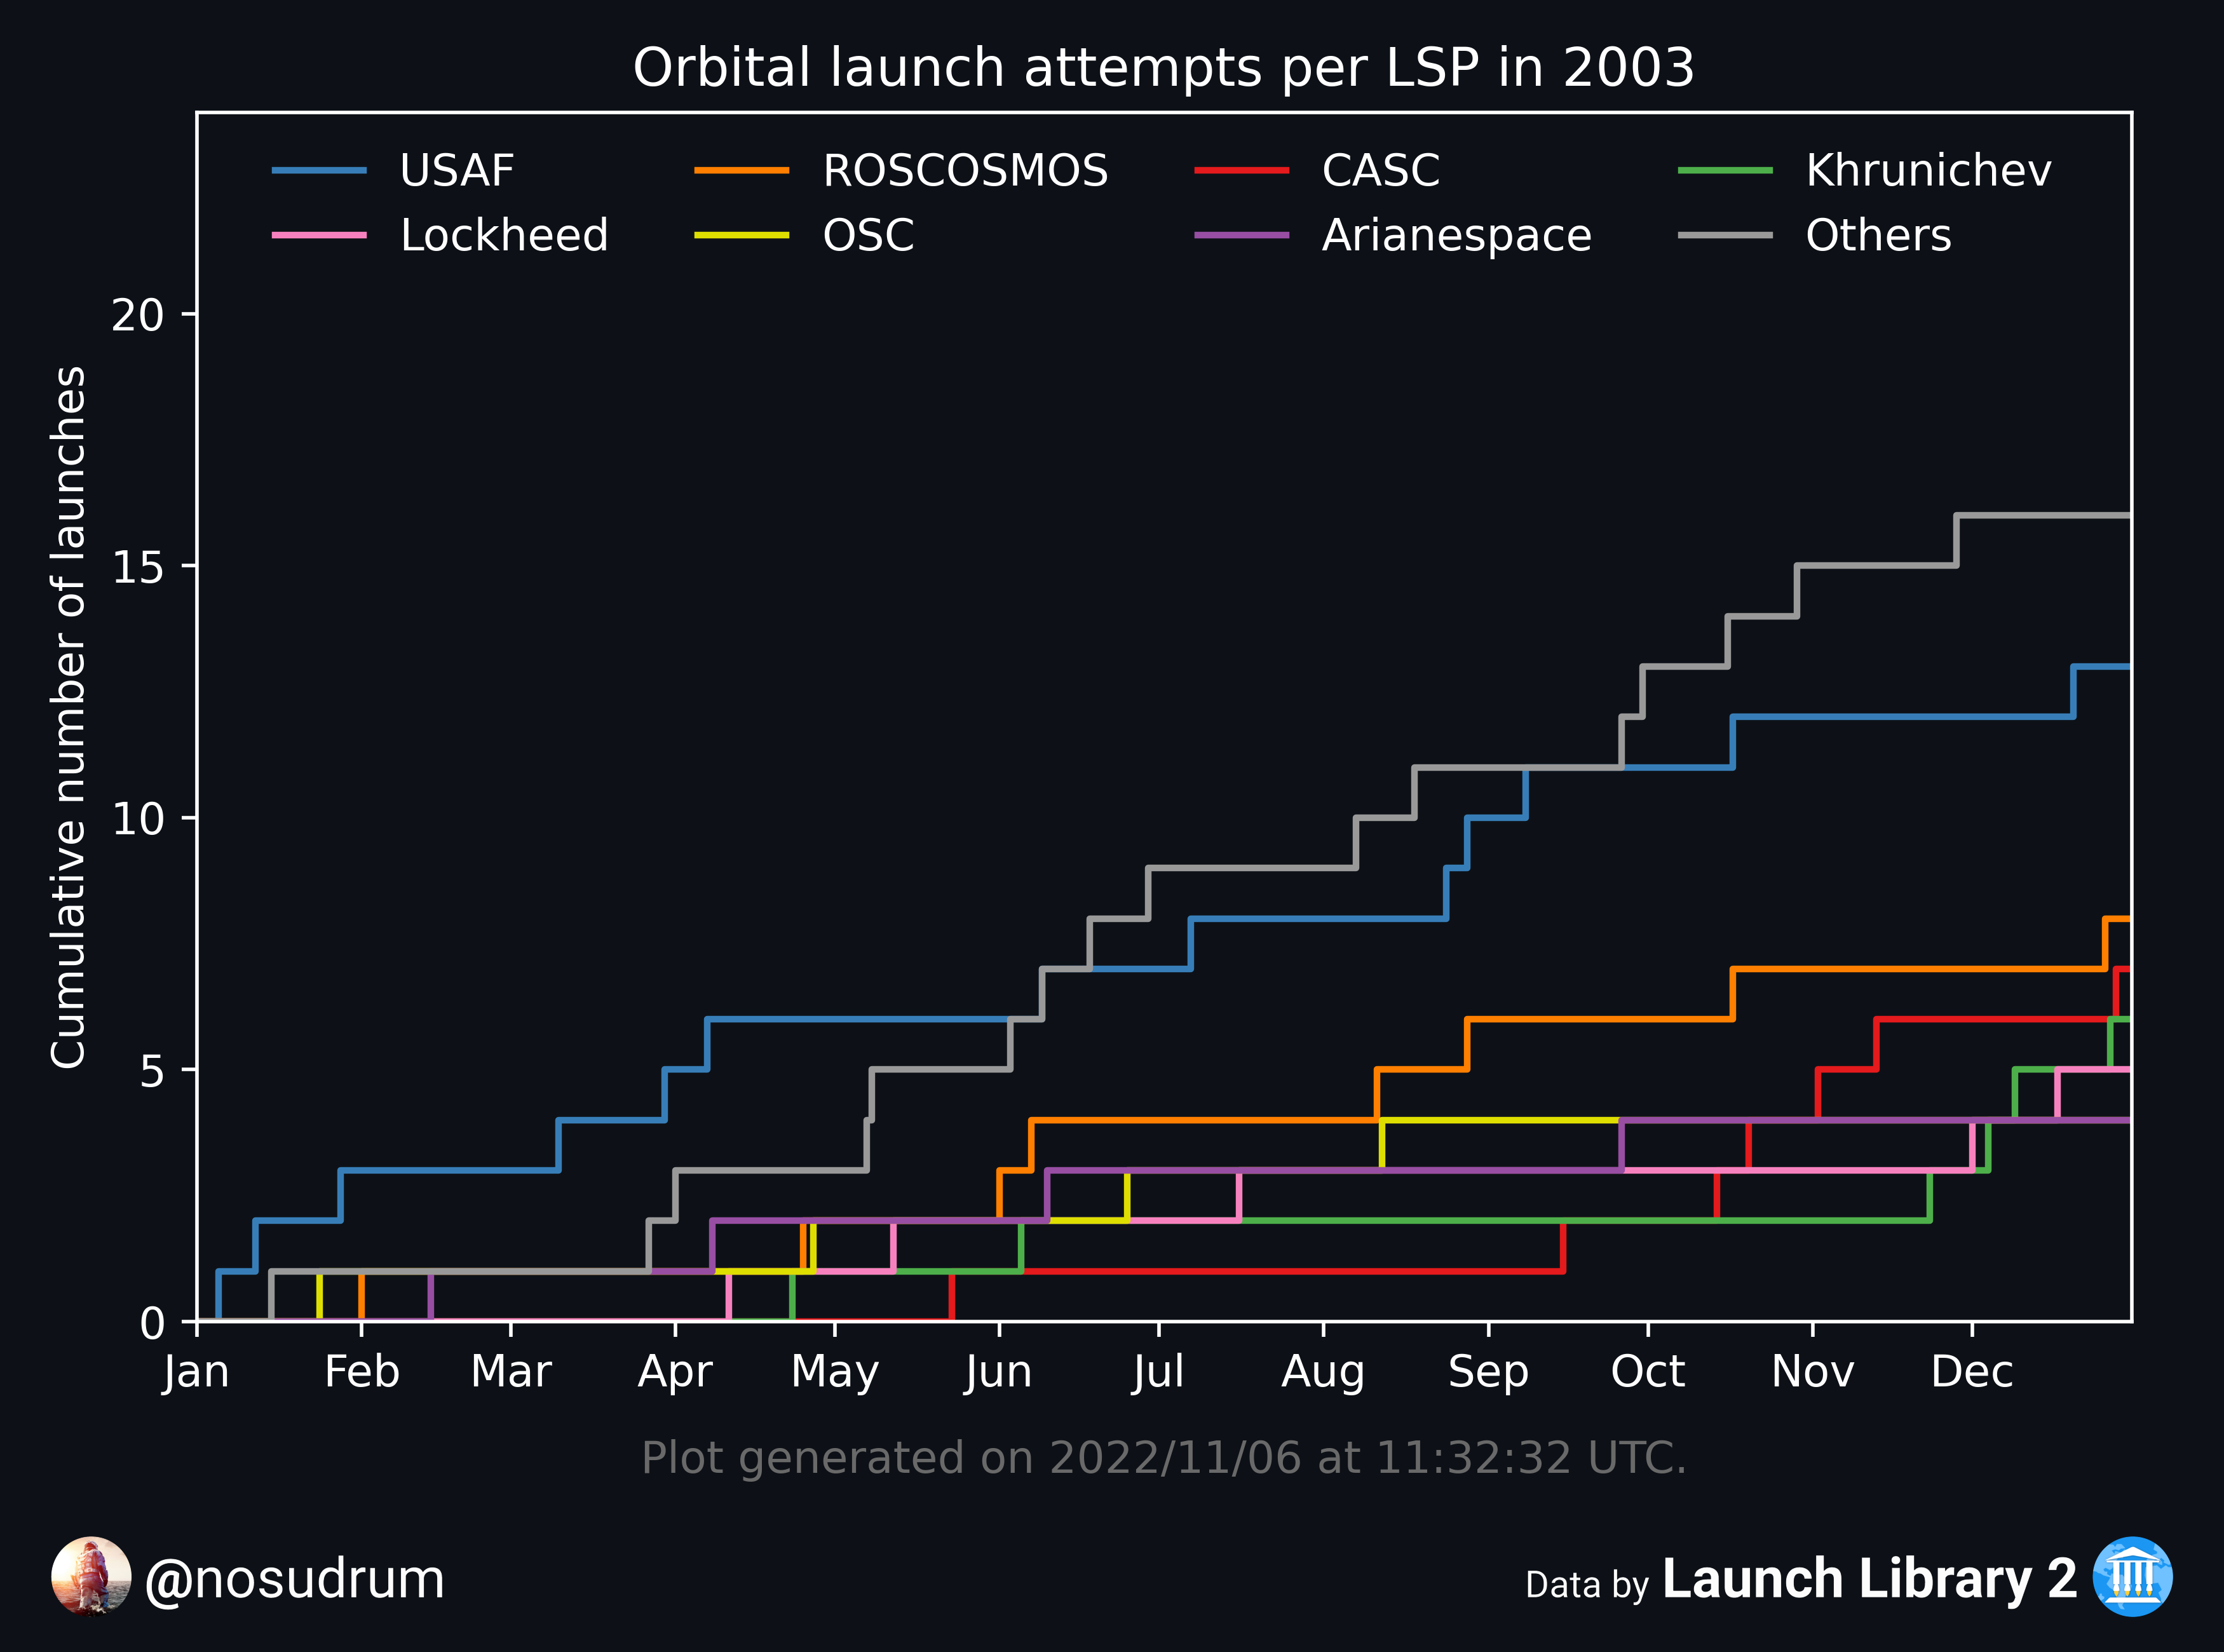 Orbital launch attempts per LSP in 2003
USAF ROSCOSMOS CASC Khrunichev
Lockheed OSC Arianespace Others
Cumulative number of launches
20
15
10
5
0
Jan Feb Mar Apr May Jun Jul Aug Sep Oct Nov Dec
Plot generated on 2022/11/06 at 11:32:32 UTC.
@nosudrum
Data by Launch Library 2